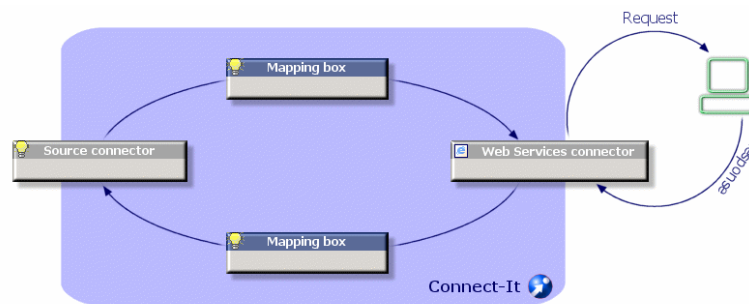 Request
Mapping box
Source connector
Web Services connector
Response
Mapping box
Connect-It